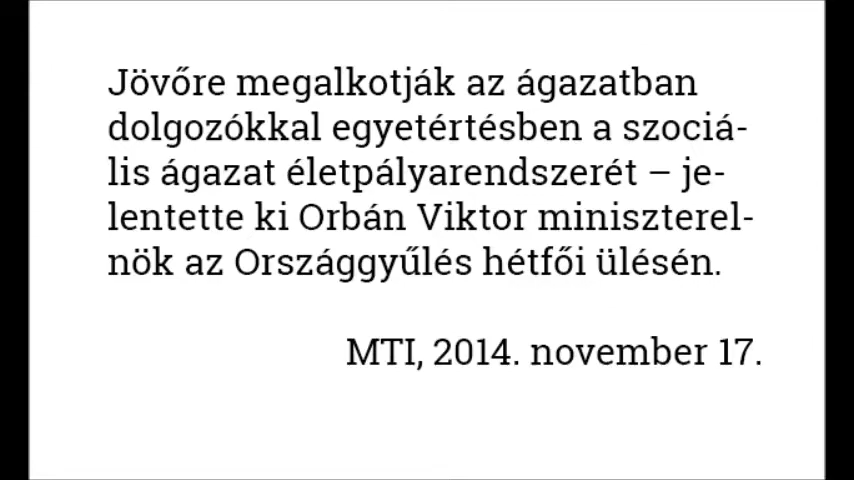 Jövőre megalkotják az ágazatban
dolgozókkal egyetértésben a szociá-
lis ágazat életpályarendszerét – je-
lentette ki Orbán Viktor miniszterel-
nök az Országgyűlés hétfői ülésén.
MTI, 2014. november 17.